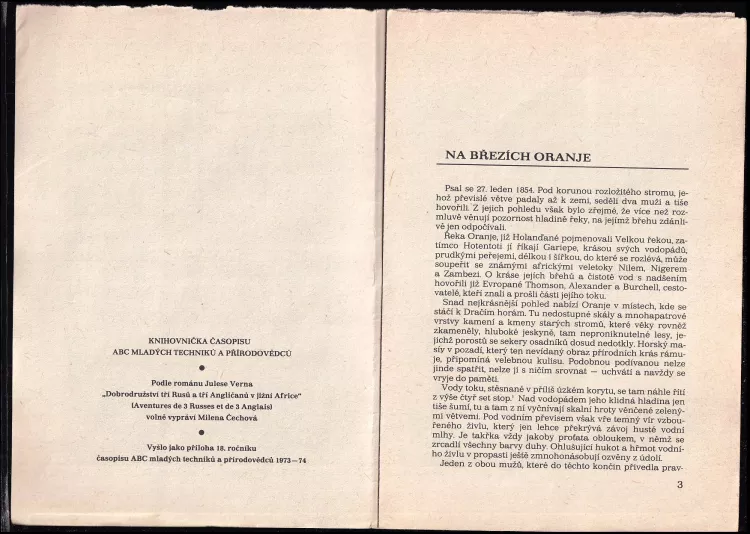 KNIHOVNIČKA ČASOPISU
ABC MLADÝCH TECHNIKŮ A PŘÍRODOVĚDCŮ
●
Podle románu Julese Verna
„Dobrodružství tří Rusů a tří Angličanů v jižní Africe“
(Aventures de 3 Russes et de 3 Anglais)
volně vypráví Milena Čechová
●
Vyšlo jako příloha 18. ročníku
časopisu ABC mladých techniků a přírodovědců 1973—74
NA BŘEZÍCH ORANJE
Psal se 27. leden 1854. Pod korunou rozložitého stromu, je-
hož převislé větve padaly až k zemi, seděli dva muži a tiše
hovořili. Z jejich pohledu však bylo zřejmé, že více než roz-
mluvě věnují pozornost hladině řeky, na jejímž břehu zdánli-
vě jen odpočívali.
Řeka Oranje, již Holanďané pojmenovali Velkou řekou, za-
tímco Hotentoti jí říkají Gariepe, krásou svých vodopádů,
prudkými peřejemi, délkou i šířkou, do které se rozlévá, může
soupeřit se známými africkými veletoky Nilem, Nigerem
a Zambezi. O kráse jejích břehů a čistotě vod s nadšením
hovořili již Evropané Thomson, Alexander a Burchell, cesto-
vatelé, kteří znali a prošli části jejího toku.
Snad nejkrásnější pohled nabízí Oranje v místech, kde se
stáčí k Dračím horám. Tu nedostupné skály a mnohapatrové
vrstvy kamení a kmeny starých stromů, které věky rovněž
zkameněly, hluboké jeskyně, tam neproniknutelné lesy, je-
jichž porostů se sekery osadníků dosud nedotkly. Horský ma-
siv v pozadí, který ten nevídaný obraz přírodních krás rámu-
je, připomíná velebnou kulisu. Podobnou podívanou nelze
jinde spatřit, nelze ji s ničím srovnat — uchvátí a navždy se
vryje do paměti.
Vody toku, stěsnané v příliš úzkém korytu, se tam náhle řítí
z výše čtyř set stop.¹ Nad vodopádem jeho klidná hladina jen
tiše šumí, tu a tam z ní vyčnívají skalní hroty věnčené zelený-
mi větvemi. Pod vodním převisem však vře temný vír vzbou-
řeného živlu, který jen lehce překrývá závoj husté vodní
mlhy. Je takřka vždy jakoby proťata obloukem, v němž se
zrcadlí všechny barvy duhy. Ohlušující hukot a hřmot vodní-
ho živlu v propasti ještě zmnohonásobují ozvěny z údolí.
Jeden z obou mužů, které do těchto končin přivedla prav-
3